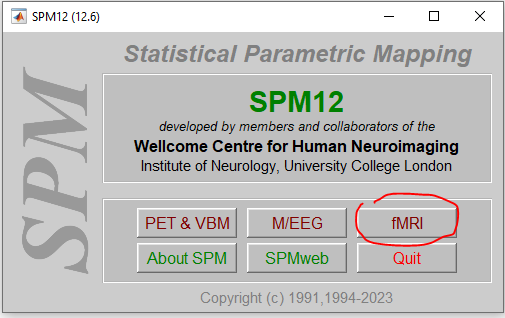 SPM12 (12.6)
Statistical Parametric Mapping
SPM
SPM12
developed by members and collaborators of the
Wellcome Centre for Human Neuroimaging
Institute of Neurology, University College London
PET & VBM M/EEG fMRI
About SPM SPMweb Quit
Copyright (c) 1991,1994-2023